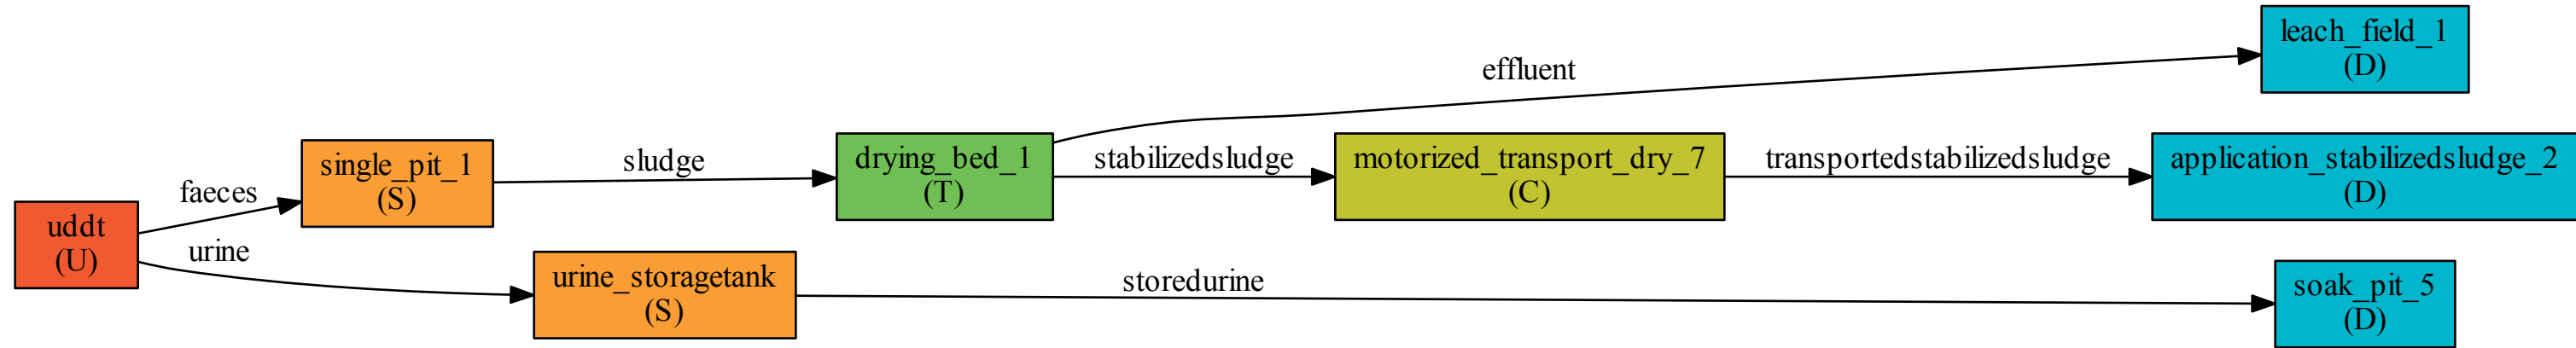 leach_field_1
(D)
effluent
single_pit_1
(S)
sludge
drying_bed_1
(T)
stabilizedsludge
motorized_transport_dry_7
(C)
transportedstabilizedsludge
application_stabilizedsludge_2
(D)
faeces
uddt
(U)
urine
urine_storagetank
(S)
storedurine
soak_pit_5
(D)